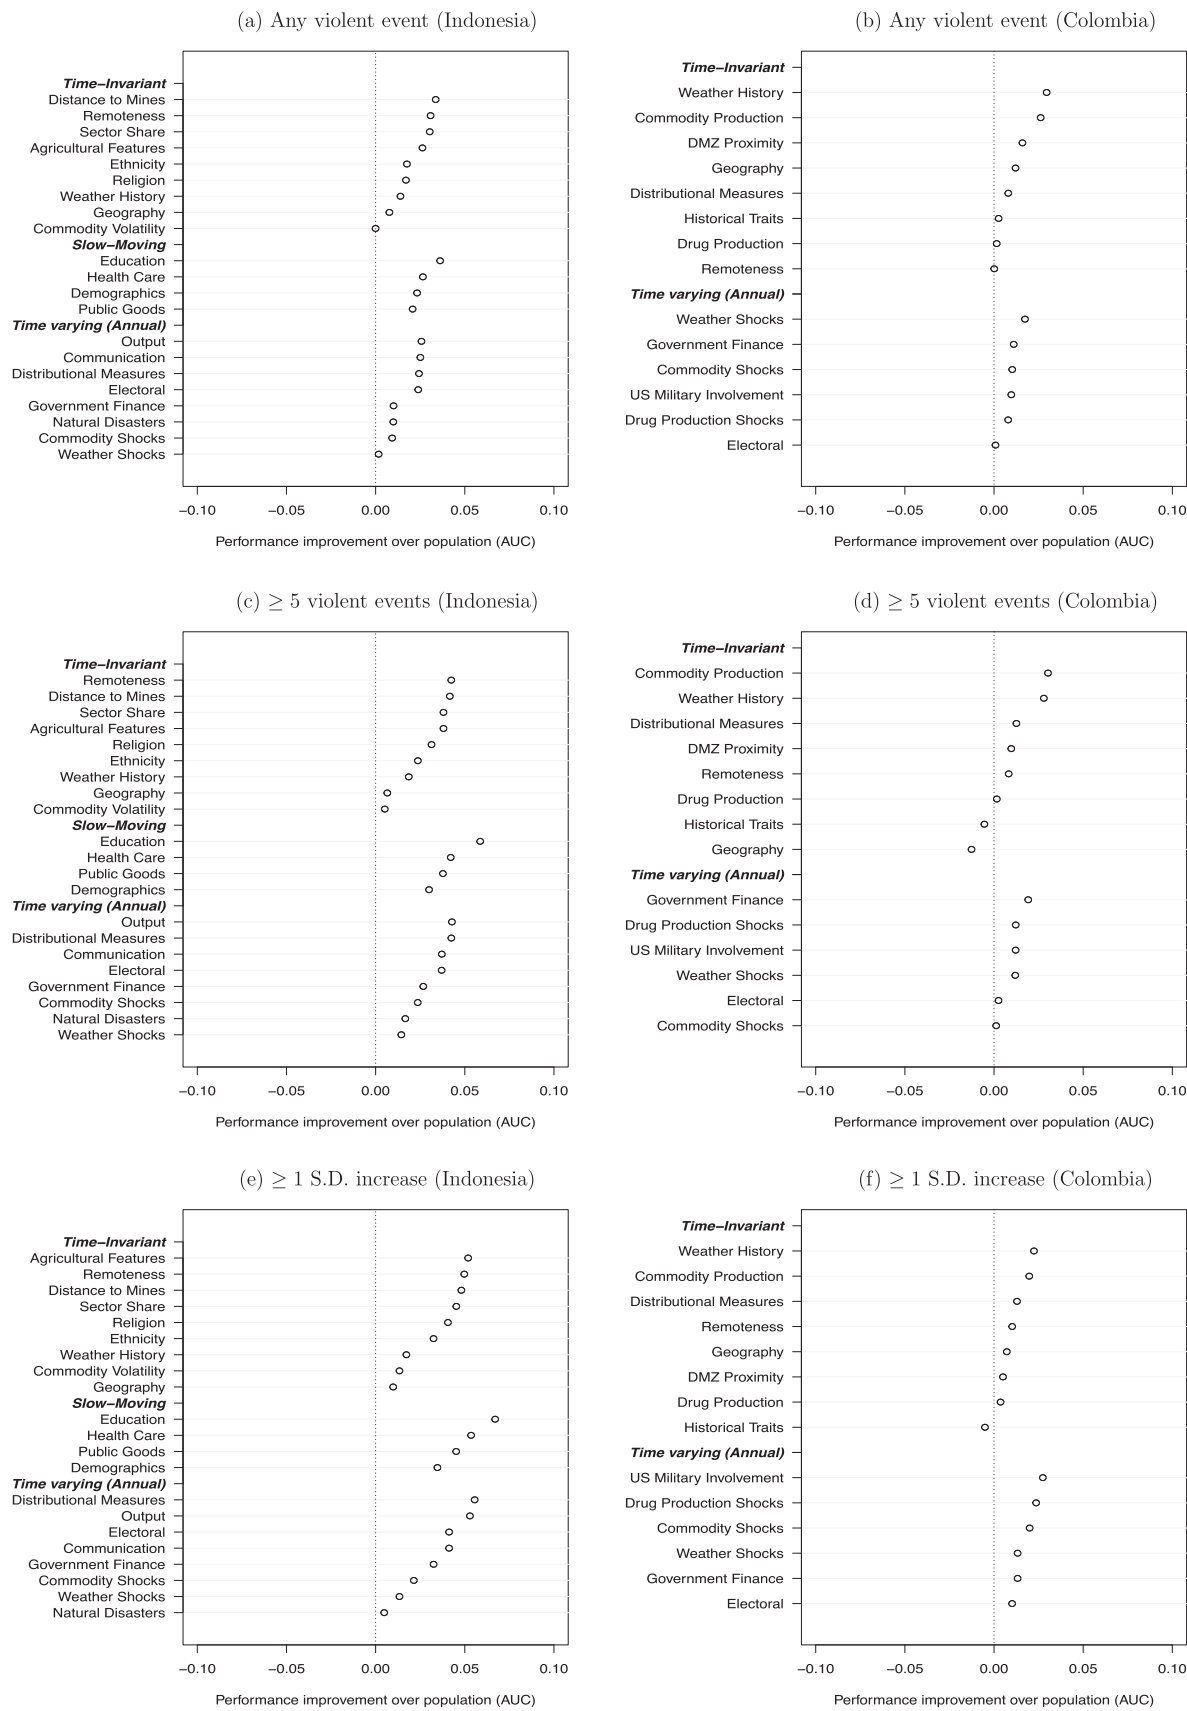 (a) Any violent event (Indonesia)
Time–Invariant
Distance to Mines
Remoteness
Sector Share
Agricultural Features
Ethnicity
Religion
Weather History
Geography
Commodity Volatility
Slow–Moving
Education
Health Care
Demographics
Public Goods
Time varying (Annual)
Output
Communication
Distributional Measures
Electoral
Government Finance
Natural Disasters
Commodity Shocks
Weather Shocks
−0.10 −0.05 0.00 0.05 0.10
Performance improvement over population (AUC)
(b) Any violent event (Colombia)
Time–Invariant
Weather History
Commodity Production
DMZ Proximity
Geography
Distributional Measures
Historical Traits
Drug Production
Remoteness
Time varying (Annual)
Weather Shocks
Government Finance
Commodity Shocks
US Military Involvement
Drug Production Shocks
Electoral
−0.10 −0.05 0.00 0.05 0.10
Performance improvement over population (AUC)
(c) ≥ 5 violent events (Indonesia)
Time–Invariant
Remoteness
Distance to Mines
Sector Share
Agricultural Features
Religion
Ethnicity
Weather History
Geography
Commodity Volatility
Slow–Moving
Education
Health Care
Public Goods
Demographics
Time varying (Annual)
Output
Distributional Measures
Communication
Electoral
Government Finance
Commodity Shocks
Natural Disasters
Weather Shocks
−0.10 −0.05 0.00 0.05 0.10
Performance improvement over population (AUC)
(d) ≥ 5 violent events (Colombia)
Time–Invariant
Commodity Production
Weather History
Distributional Measures
DMZ Proximity
Remoteness
Drug Production
Historical Traits
Geography
Time varying (Annual)
Government Finance
Drug Production Shocks
US Military Involvement
Weather Shocks
Electoral
Commodity Shocks
−0.10 −0.05 0.00 0.05 0.10
Performance improvement over population (AUC)
(e) ≥ 1 S.D. increase (Indonesia)
Time–Invariant
Agricultural Features
Remoteness
Distance to Mines
Sector Share
Religion
Ethnicity
Weather History
Commodity Volatility
Geography
Slow–Moving
Education
Health Care
Public Goods
Demographics
Time varying (Annual)
Distributional Measures
Output
Electoral
Communication
Government Finance
Commodity Shocks
Weather Shocks
Natural Disasters
−0.10 −0.05 0.00 0.05 0.10
Performance improvement over population (AUC)
(f) ≥ 1 S.D. increase (Colombia)
Time–Invariant
Weather History
Commodity Production
Distributional Measures
Remoteness
Geography
DMZ Proximity
Drug Production
Historical Traits
Time varying (Annual)
US Military Involvement
Drug Production Shocks
Commodity Shocks
Weather Shocks
Government Finance
Electoral
−0.10 −0.05 0.00 0.05 0.10
Performance improvement over population (AUC)